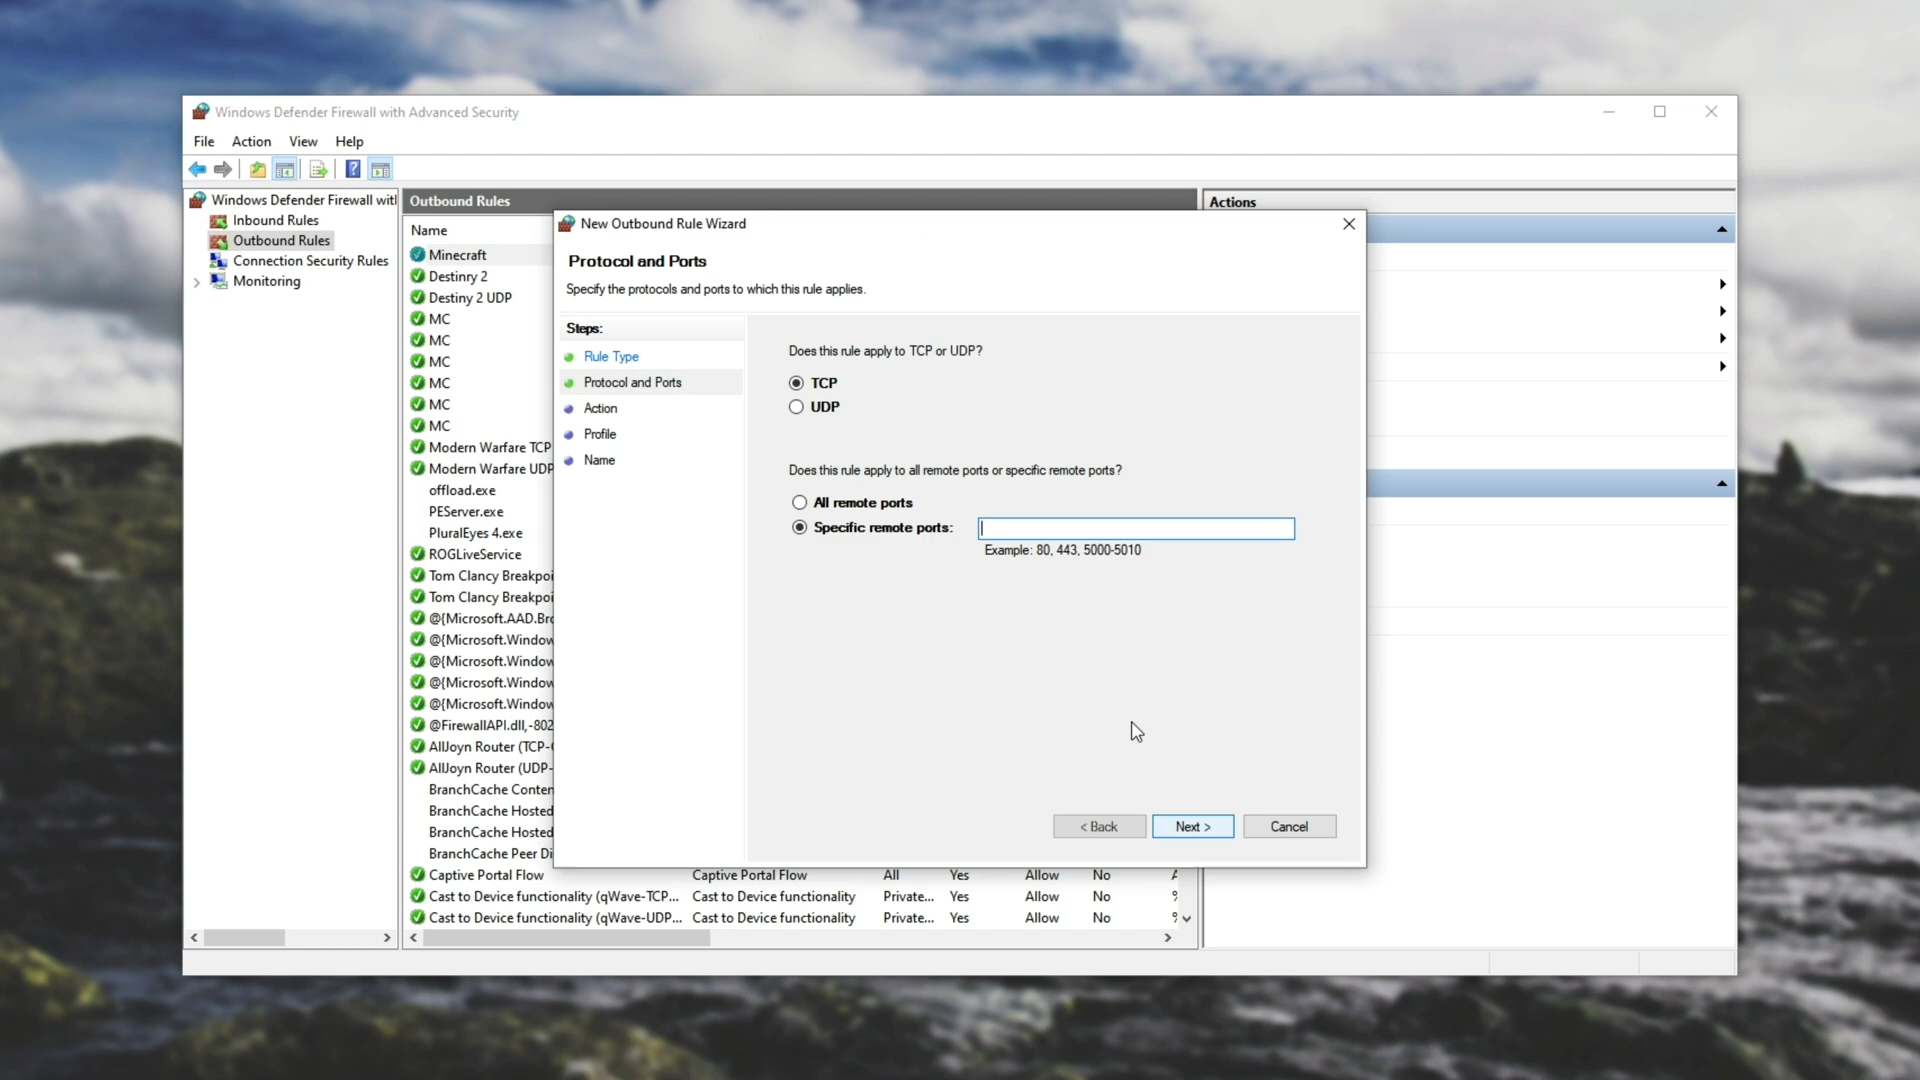 Windows Defender Firewall with Advanced Security
File Action View Help
Windows Defender Firewall wit
Inbound Rules
Outbound Rules
Connection Security Rules
Monitoring
Outbound Rules
Name
Minecraft
Destinry 2
Destiny 2 UDP
MC
MC
MC
MC
MC
MC
Modern Warfare TCP
Modern Warfare UDP
offload.exe
PEServer.exe
PluralEyes 4.exe
ROGLiveService
Tom Clancy Breakpoi
Tom Clancy Breakpoi
@{Microsoft.AAD.Bro
@{Microsoft.Window
@{Microsoft.Window
@{Microsoft.Window
@{Microsoft.Window
@FirewallAPI.dll,-802
AllJoyn Router (TCP-
AllJoyn Router (UDP-
BranchCache Conten
BranchCache Hosted
BranchCache Hosted
BranchCache Peer Di
Captive Portal Flow Captive Portal Flow All Yes Allow No
Cast to Device functionality (qWave-TCP... Cast to Device functionality Private... Yes Allow No
Cast to Device functionality (qWave-UDP... Cast to Device functionality Private... Yes Allow No
New Outbound Rule Wizard
Protocol and Ports
Specify the protocols and ports to which this rule applies.
Steps:
Rule Type
Protocol and Ports
Action
Profile
Name
Does this rule apply to TCP or UDP?
TCP
UDP
Does this rule apply to all remote ports or specific remote ports?
All remote ports
Specific remote ports:
Example: 80, 443, 5000-5010
< Back Next > Cancel
Actions